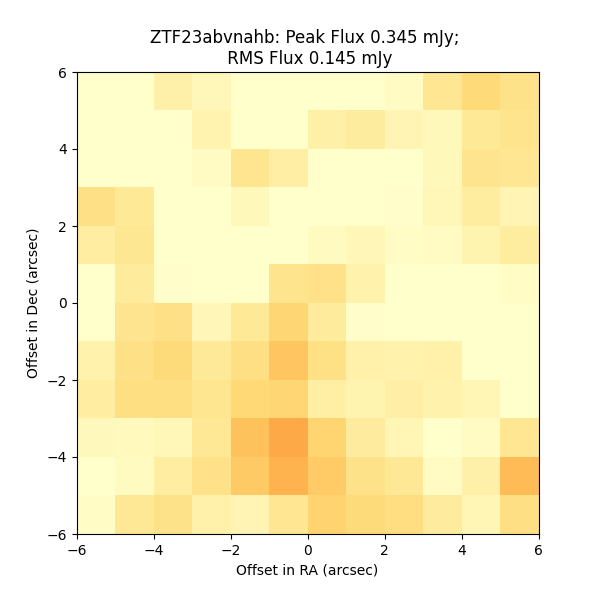 ZTF23abvnahb: Peak Flux 0.345 mJy;
RMS Flux 0.145 mJy
6
4
2
0
−2
−4
−6
Offset in Dec (arcsec)
−6 −4 −2 0 2 4 6
Offset in RA (arcsec)